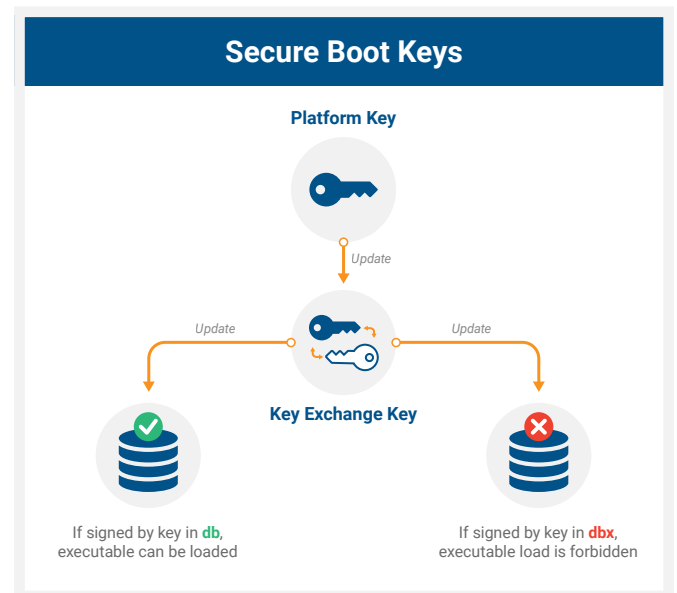 Secure Boot Keys
Platform Key
Update
Update
Update
Key Exchange Key
If signed by key in db,
executable can be loaded
If signed by key in dbx,
executable load is forbidden